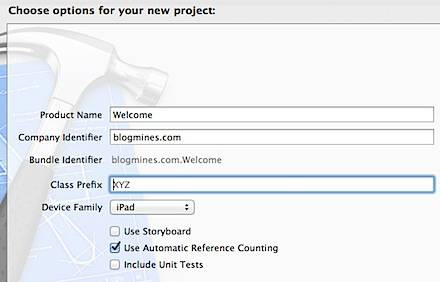 Choose options for your new project:
Product Name Welcome
Company Identifier blogmines.com
Bundle Identifier blogmines.com.Welcome
Class Prefix XYZ
Device Family iPad
Use Storyboard
Use Automatic Reference Counting
Include Unit Tests